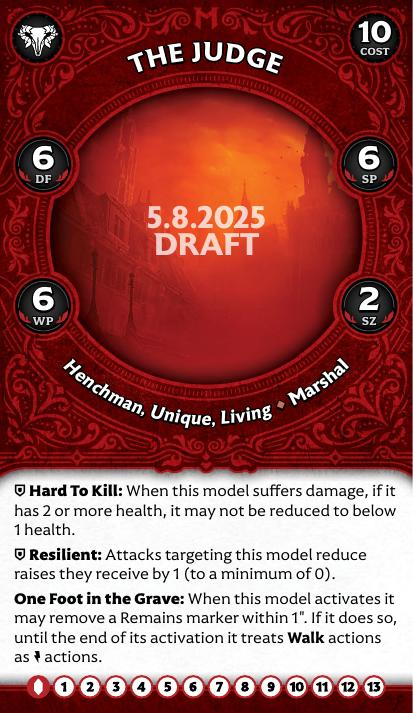 THE JUDGE
10
COST
6
DF
6
SP
5.8.2025
DRAFT
6
WP
2
SZ
Henchman, Unique, Living ♦ Marshal
Hard To Kill: When this model suffers damage, if it
has 2 or more health, it may not be reduced to below
1 health.
Resilient: Attacks targeting this model reduce
raises they receive by 1 (to a minimum of 0).
One Foot in the Grave: When this model activates it
may remove a Remains marker within 1". If it does so,
until the end of its activation it treats Walk actions
as actions.
1 2 3 4 5 6 7 8 9 10 11 12 13